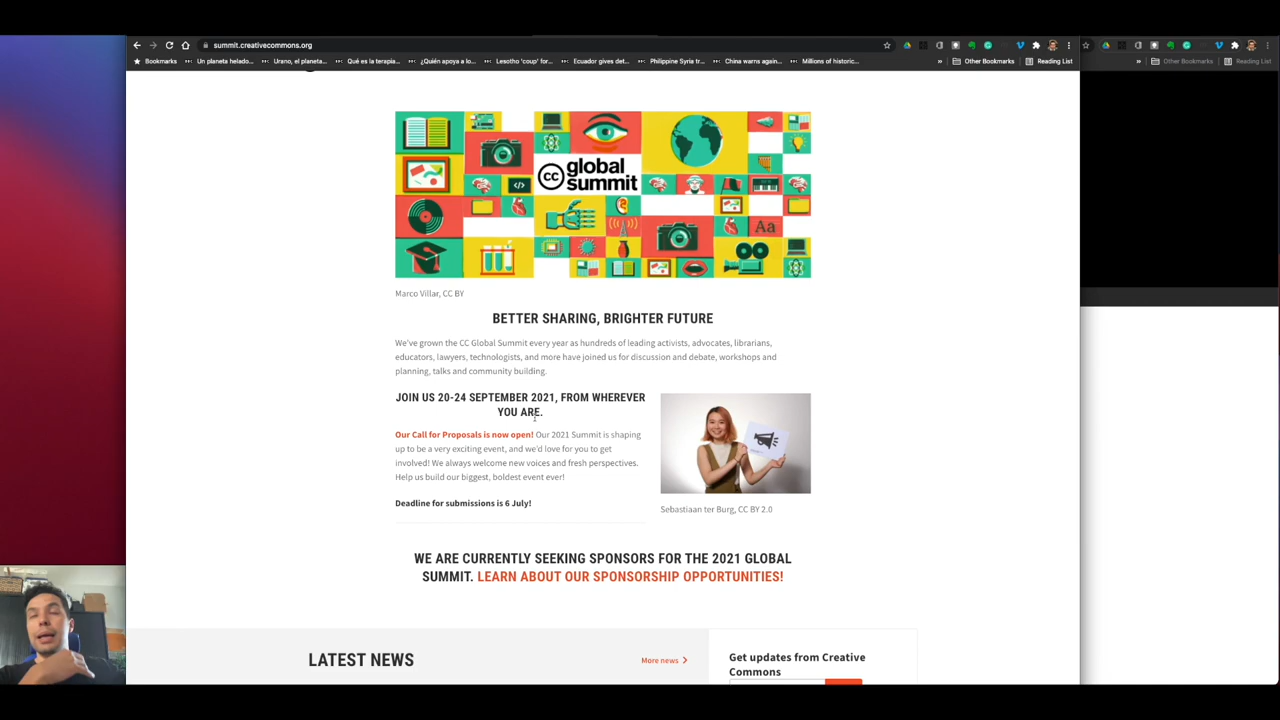 summit.creativecommons.org
Bookmarks
Un planeta helado...
Urano, el planeta...
Qué es la terapia...
¿Quién apoya a lo...
Lesotho 'coup' for...
Ecuador gives det...
Philippine Syria tr...
China warns again...
Millions of historic...
»
Other Bookmarks
Reading List
»
Other Bookmarks
Reading List
cc global
summit
Aa
Marco Villar, CC BY
BETTER SHARING, BRIGHTER FUTURE
We've grown the CC Global Summit every year as hundreds of leading activists, advocates, librarians,
educators, lawyers, technologists, and more have joined us for discussion and debate, workshops and
planning, talks and community building.
JOIN US 20-24 SEPTEMBER 2021, FROM WHEREVER
YOU ARE.
Our Call for Proposals is now open! Our 2021 Summit is shaping
up to be a very exciting event, and we'd love for you to get
involved! We always welcome new voices and fresh perspectives.
Help us build our biggest, boldest event ever!
Deadline for submissions is 6 July!
Sebastiaan ter Burg, CC BY 2.0
WE ARE CURRENTLY SEEKING SPONSORS FOR THE 2021 GLOBAL
SUMMIT. LEARN ABOUT OUR SPONSORSHIP OPPORTUNITIES!
LATEST NEWS
More news
Get updates from Creative
Commons